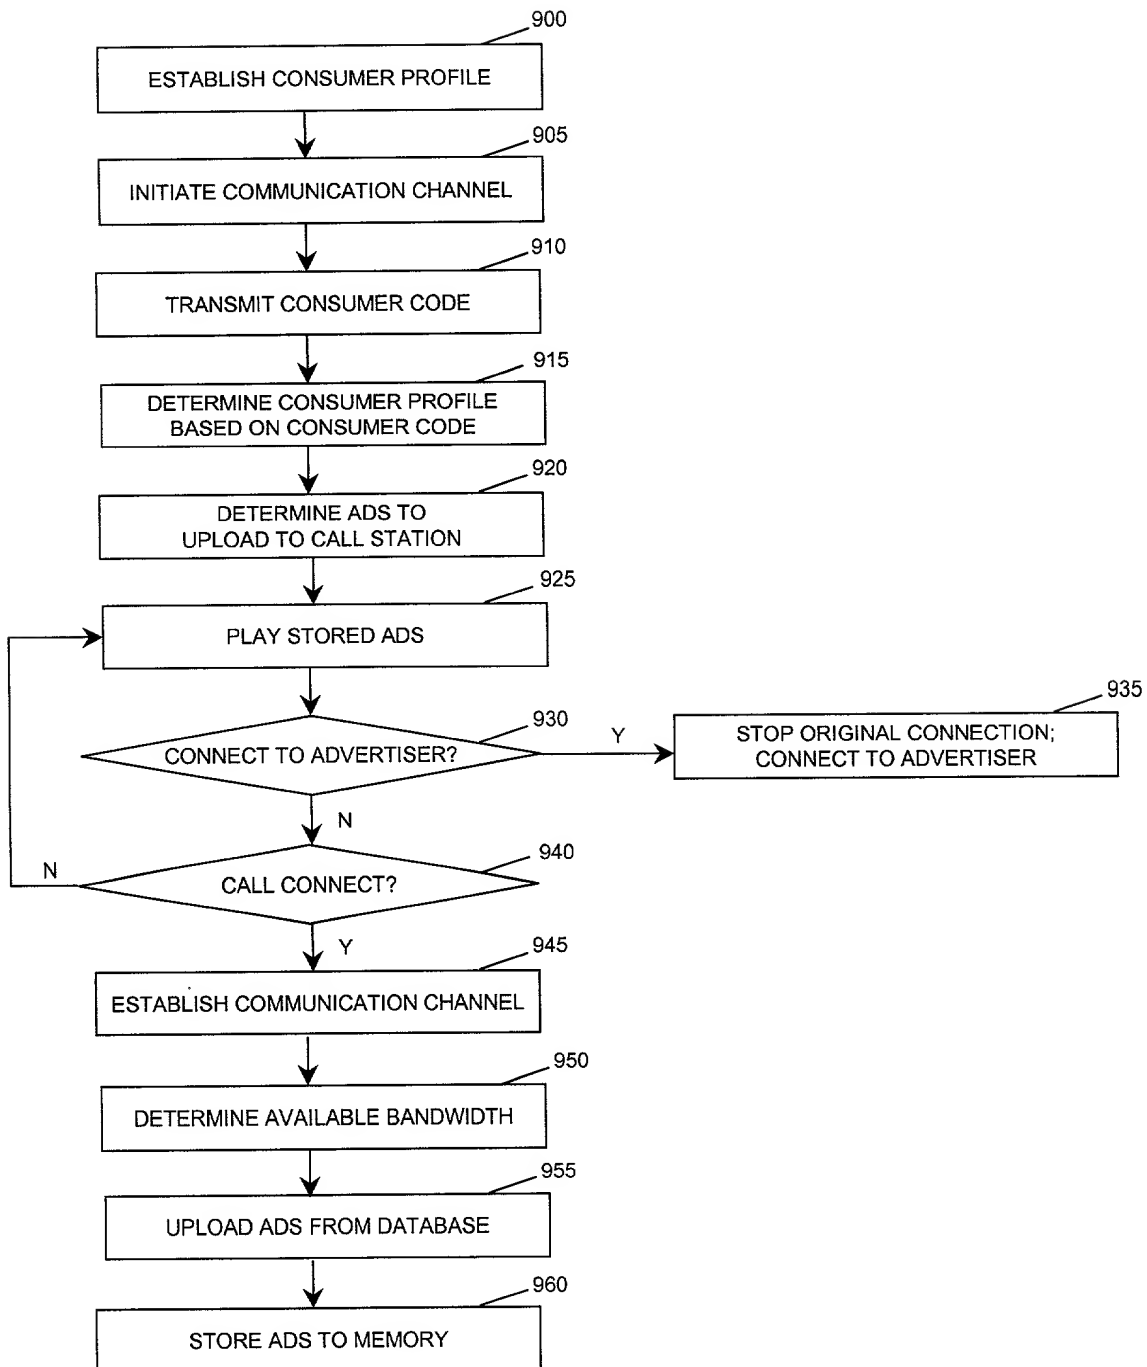 900
ESTABLISH CONSUMER PROFILE
905
INITIATE COMMUNICATION CHANNEL
910
TRANSMIT CONSUMER CODE
915
DETERMINE CONSUMER PROFILE
BASED ON CONSUMER CODE
920
DETERMINE ADS TO
UPLOAD TO CALL STATION
925
PLAY STORED ADS
930
CONNECT TO ADVERTISER?
Y
935
STOP ORIGINAL CONNECTION;
CONNECT TO ADVERTISER
N
940
CALL CONNECT?
N
Y
945
ESTABLISH COMMUNICATION CHANNEL
950
DETERMINE AVAILABLE BANDWIDTH
955
UPLOAD ADS FROM DATABASE
960
STORE ADS TO MEMORY